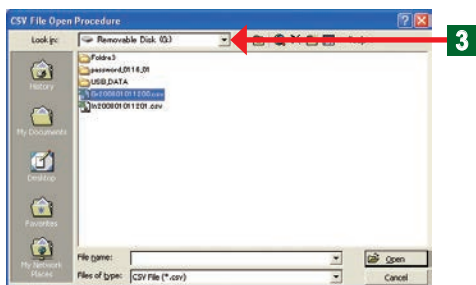 CSV File Open Procedure
Look in: Removable Disk (G:)
3
Foldre3
password_0116_01
USB_DATA
In200801011201.csv
History
My Documents
Desktop
Favorites
My Network Places
File name:
Open
Files of type: CSV File (*.csv)
Cancel